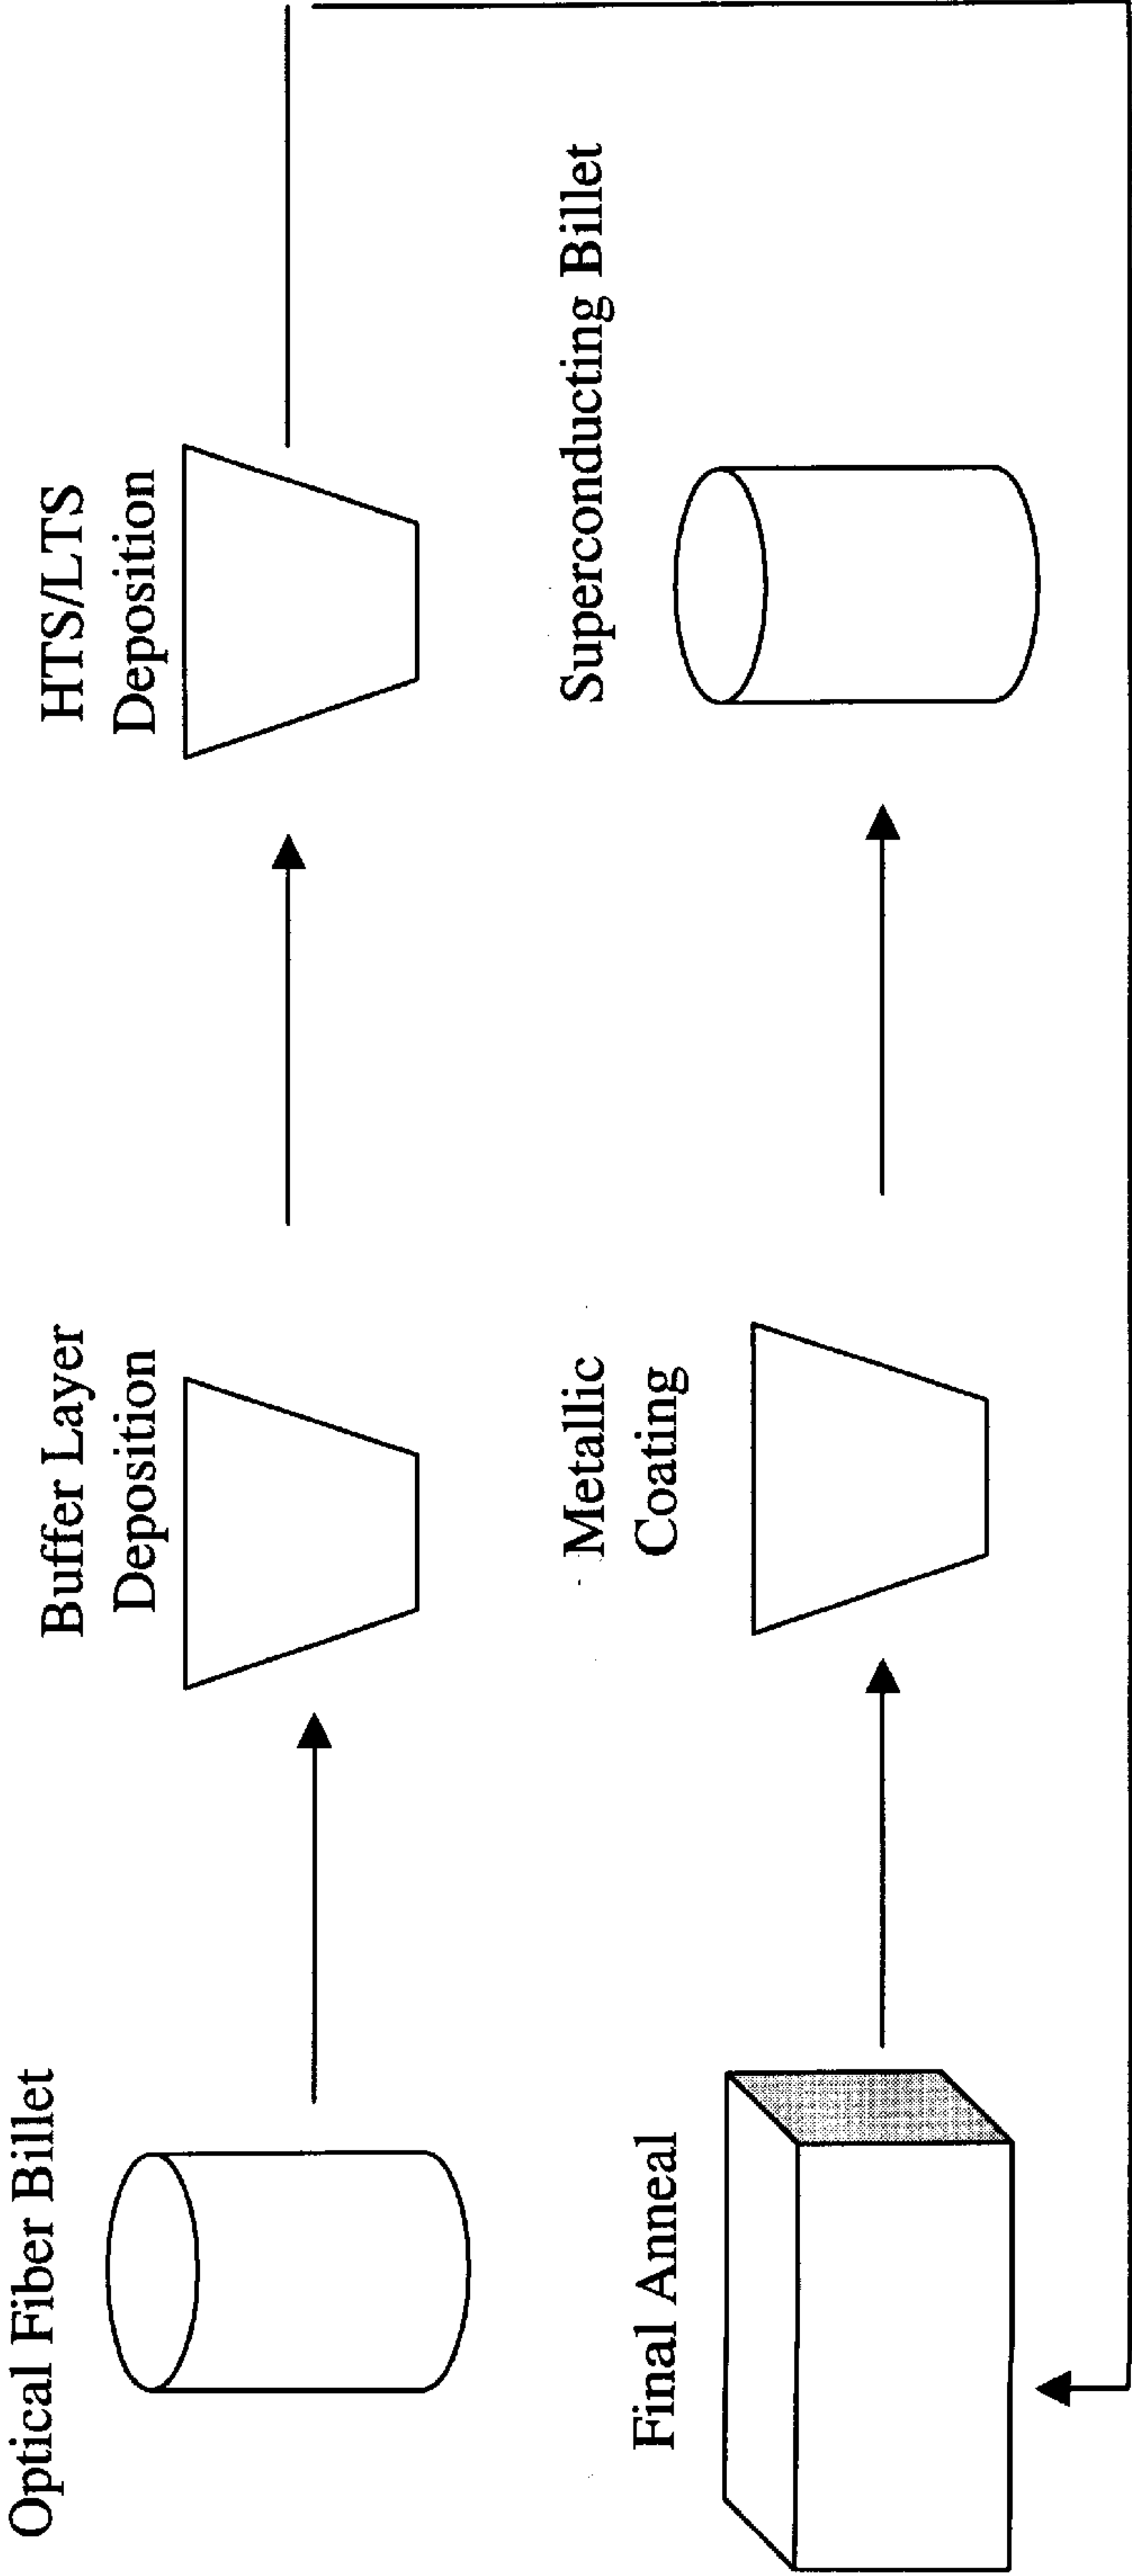 Optical Fiber Billet
Buffer Layer
Deposition
HTS/LTS
Deposition
Final Anneal
Metallic
Coating
Superconducting Billet